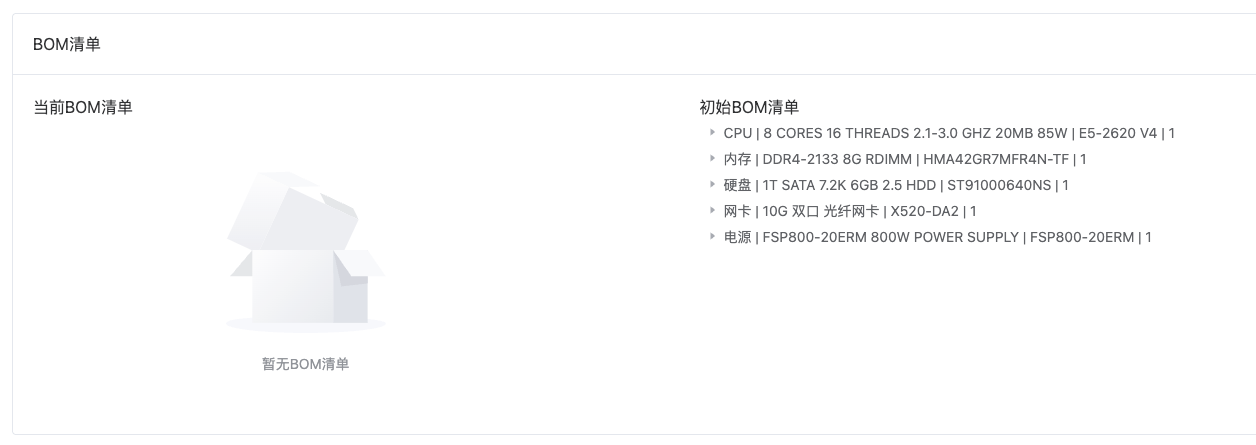 BOM清单
当前BOM清单
暂无BOM清单
初始BOM清单
CPU | 8 CORES 16 THREADS 2.1-3.0 GHZ 20MB 85W | E5-2620 V4 | 1
内存 | DDR4-2133 8G RDIMM | HMA42GR7MFR4N-TF | 1
硬盘 | 1T SATA 7.2K 6GB 2.5 HDD | ST91000640NS | 1
网卡 | 10G 双口 光纤网卡 | X520-DA2 | 1
电源 | FSP800-20ERM 800W POWER SUPPLY | FSP800-20ERM | 1